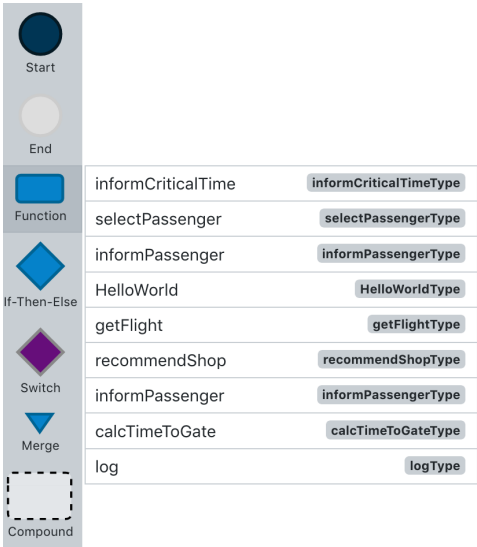 Start
End
Function
If-Then-Else
Switch
Merge
Compound
informCriticalTime informCriticalTimeType
selectPassenger selectPassengerType
informPassenger informPassengerType
HelloWorld HelloWorldType
getFlight getFlightType
recommendShop recommendShopType
informPassenger informPassengerType
calcTimeToGate calcTimeToGateType
log logType